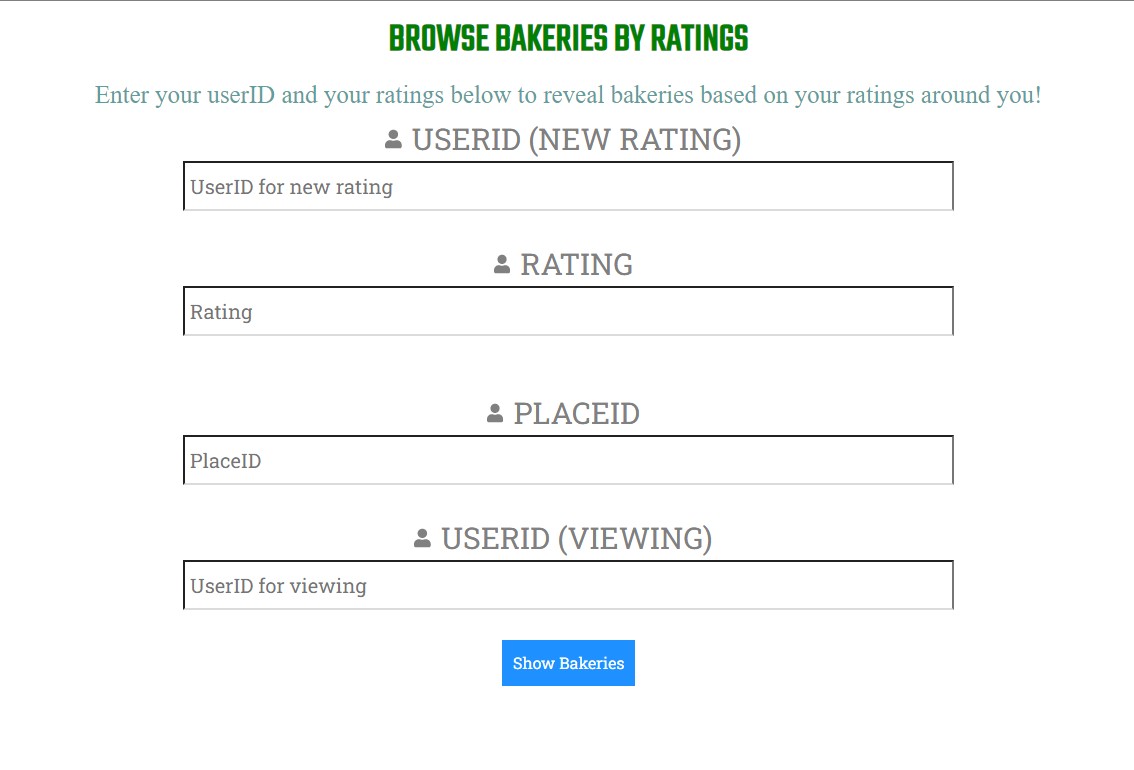 BROWSE BAKERIES BY RATINGS
Enter your userID and your ratings below to reveal bakeries based on your ratings around you!
USERID (NEW RATING)
UserID for new rating
RATING
Rating
PLACEID
PlaceID
USERID (VIEWING)
UserID for viewing
Show Bakeries